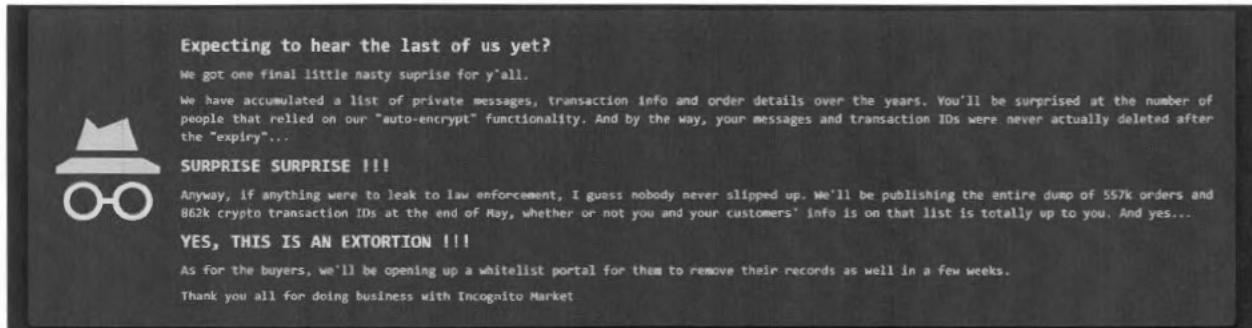 Expecting to hear the last of us yet?
We got one final little nasty suprise for y'all.
We have accumulated a list of private messages, transaction info and order details over the years. You'll be surprised at the number of
people that relied on our "auto-encrypt" functionality. And by the way, your messages and transaction IDs were never actually deleted after
the "expiry"...
SURPRISE SURPRISE !!!
Anyway, if anything were to leak to law enforcement, I guess nobody never slipped up. We'll be publishing the entire dump of 557k orders and
862k crypto transaction IDs at the end of May, whether or not you and your customers' info is on that list is totally up to you. And yes...
YES, THIS IS AN EXTORTION !!!
As for the buyers, we'll be opening up a whitelist portal for them to remove their records as well in a few weeks.
Thank you all for doing business with Incognito Market